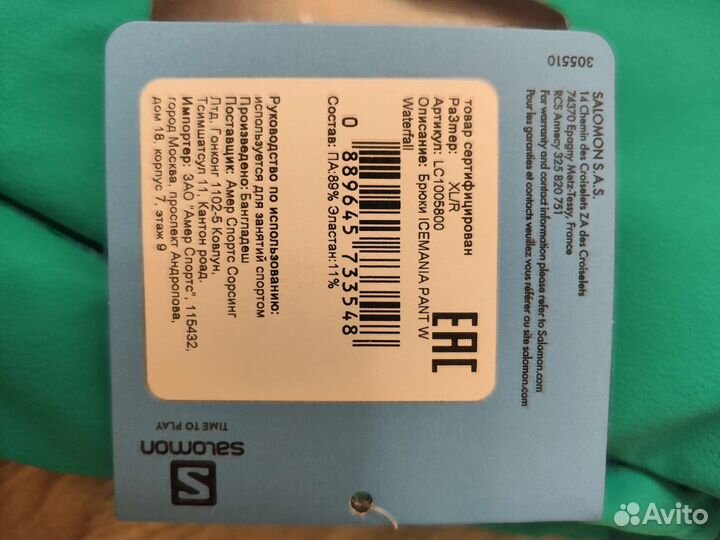 SALOMON S.A.S.
14 Chemin des Croiselets ZA des Croiselets
74370 Epagny Metz-Tessy, France
RCS Annecy 325 820 751
For warranty and contact information please refer to Salomon.com
Pour les garanties et contacts veuillez vous référer au site salomon.com
305510
товар сертифицирован
Ра3тер: XL/R
Артикул: LC1005800
Описание: Брюки ICEMANIA PANT W
Waterfall
Состав: ПА:89% Эластан:11%
EAC
0 889645 733548
Руководство по использованию:
используется для занятий спортом
Произведено: Бангладеш
Поставщик: Амер Спортс Сорсинг
Лтд. Гонконг 1102-6 Ковлун,
Тсимшатсул 11, Кантон роад.
Импортер: ЗАО "Амер Спортс", 115432,
город Москва, проспект Андропова,
дом 18, корпус 7, этаж 9
S
salomon
TIME TO PLAY
Avito